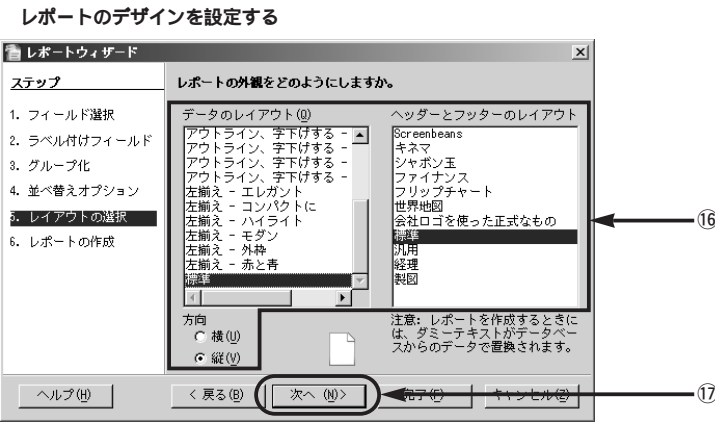 レポートのデザインを設定する
レポートウィザード
ステップ
レポートの外観をどのようにしますか。
1. フィールド選択
2. ラベル付けフィールド
3. グループ化
4. 並べ替えオプション
5. レイアウトの選択
6. レポートの作成
データのレイアウト(Q)
アウトライン、字下げする -
アウトライン、字下げする -
アウトライン、字下げする -
アウトライン、字下げする -
左揃え - エレガント
左揃え - コンパクトに
左揃え - ハイライト
左揃え - モダン
左揃え - 外枠
左揃え - 赤と青
標準
ヘッダーとフッターのレイアウト
Screenbeans
キネマ
シャボン玉
ファイナンス
フリップチャート
世界地図
会社ロゴを使った正式なもの
標準
汎用
経理
製図
⑯
方向
横(U)
縦(V)
注意: レポートを作成するときに
は、ダミーテキストがデータベー
スからのデータで置換されます。
ヘルプ(H)
< 戻る(B)
次へ (N)>
完了(F)
キャンセル(Z)
⑰